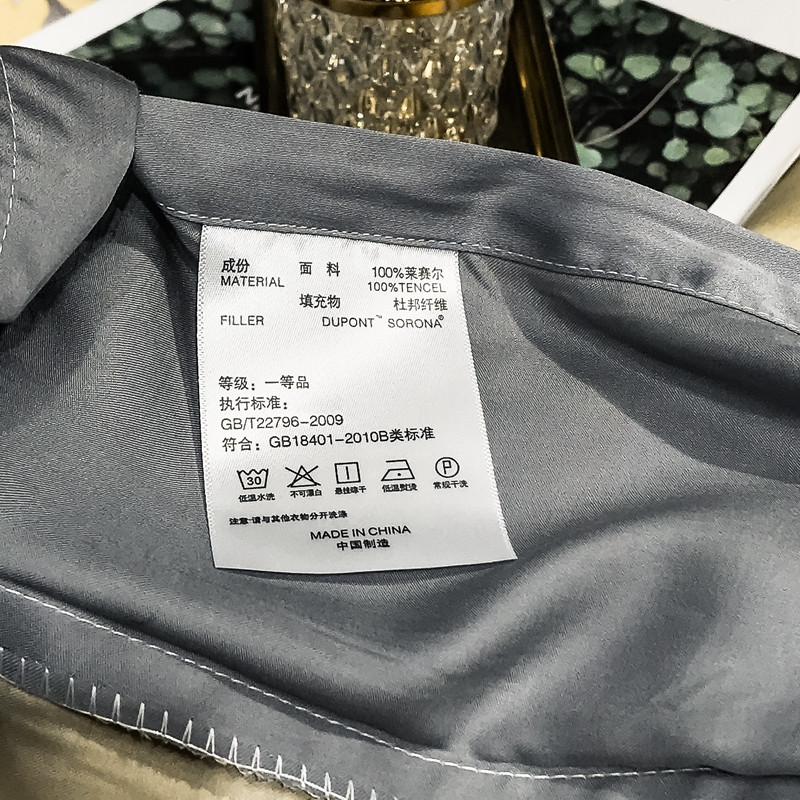 成份 面料 100%莱赛尔
MATERIAL 100%TENCEL
填充物 杜邦纤维
FILLER DUPONT™ SORONA®
等级：一等品
执行标准：
GB/T22796-2009
符合：GB18401-2010B类标准
30
P
低温水洗 不可漂白 悬挂晾干 低温熨烫 常规干洗
注意:请与其他衣物分开洗涤
MADE IN CHINA
中国制造